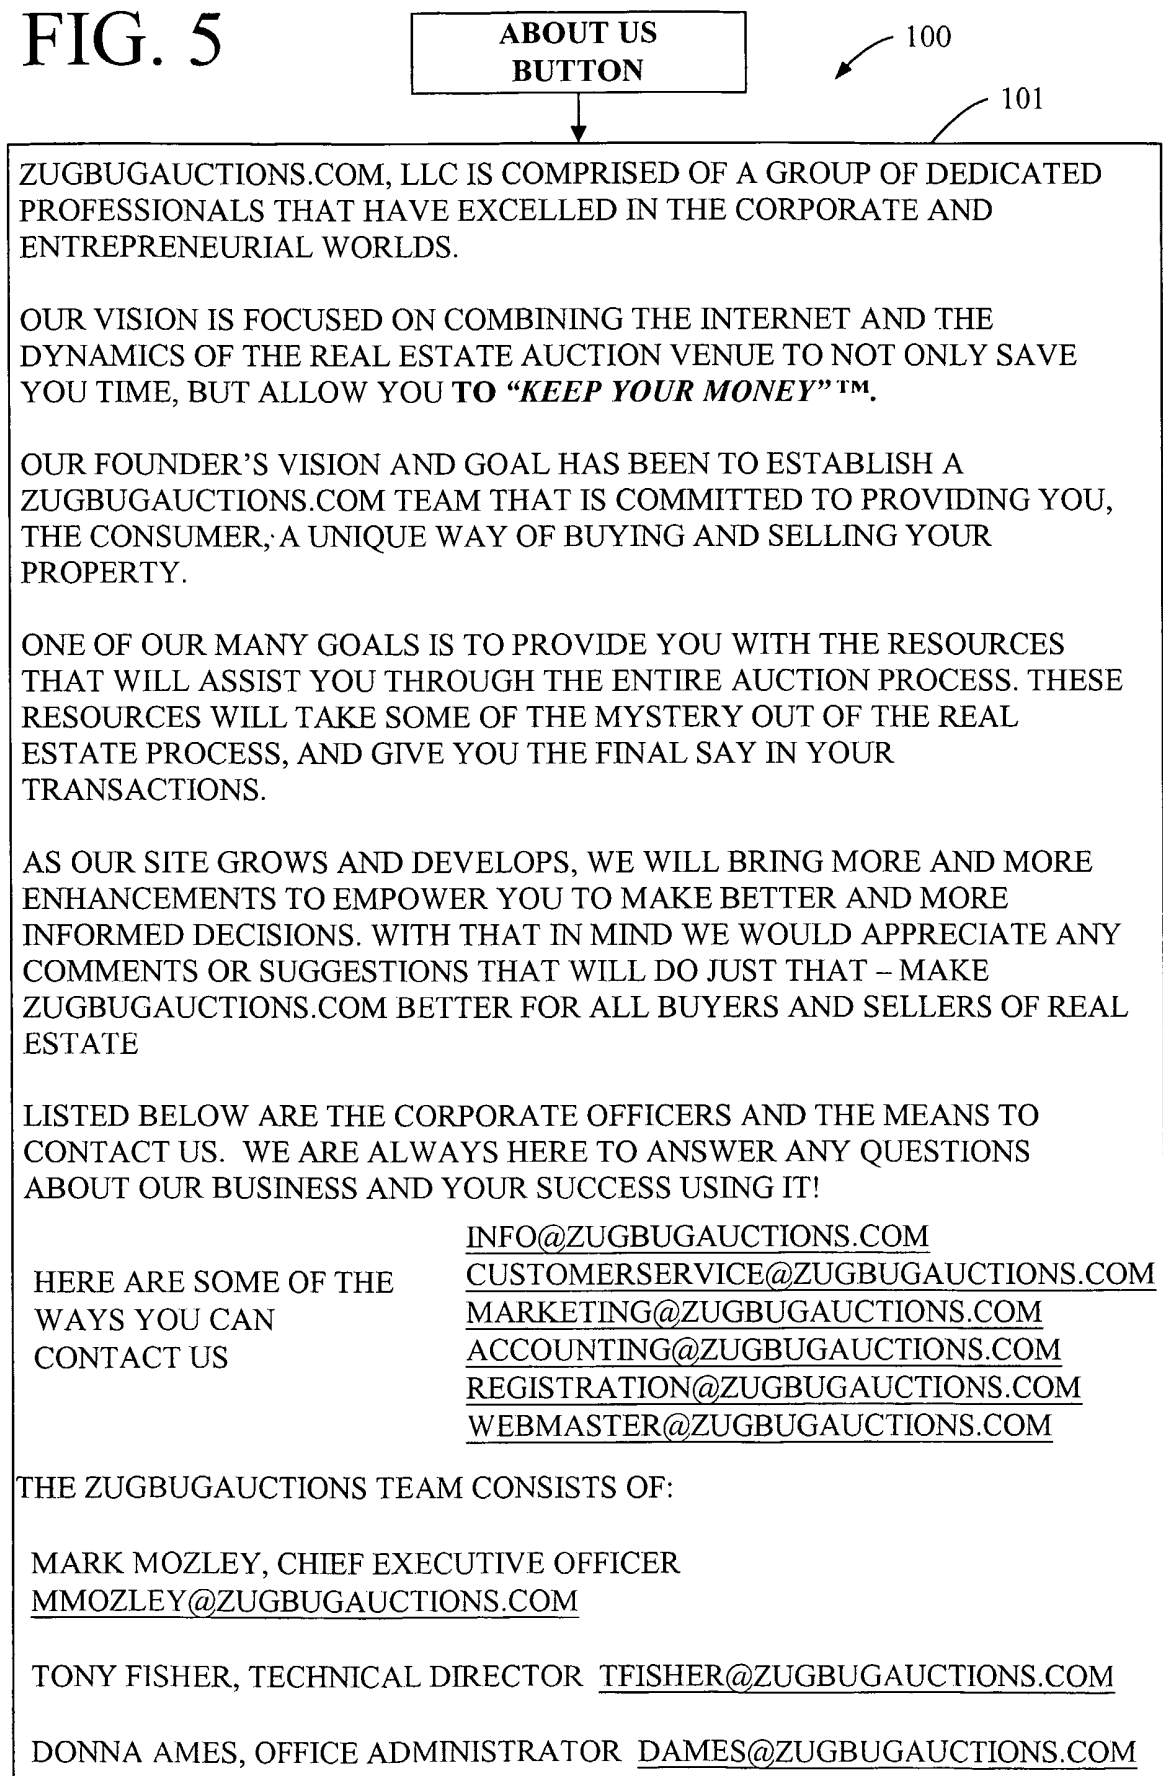 FIG. 5
ABOUT US
BUTTON
100
101
ZUGBUGAUCTIONS.COM, LLC IS COMPRISED OF A GROUP OF DEDICATED
PROFESSIONALS THAT HAVE EXCELLED IN THE CORPORATE AND
ENTREPRENEURIAL WORLDS.
OUR VISION IS FOCUSED ON COMBINING THE INTERNET AND THE
DYNAMICS OF THE REAL ESTATE AUCTION VENUE TO NOT ONLY SAVE
YOU TIME, BUT ALLOW YOU TO “KEEP YOUR MONEY” ™.
OUR FOUNDER’S VISION AND GOAL HAS BEEN TO ESTABLISH A
ZUGBUGAUCTIONS.COM TEAM THAT IS COMMITTED TO PROVIDING YOU,
THE CONSUMER, A UNIQUE WAY OF BUYING AND SELLING YOUR
PROPERTY.
ONE OF OUR MANY GOALS IS TO PROVIDE YOU WITH THE RESOURCES
THAT WILL ASSIST YOU THROUGH THE ENTIRE AUCTION PROCESS. THESE
RESOURCES WILL TAKE SOME OF THE MYSTERY OUT OF THE REAL
ESTATE PROCESS, AND GIVE YOU THE FINAL SAY IN YOUR
TRANSACTIONS.
AS OUR SITE GROWS AND DEVELOPS, WE WILL BRING MORE AND MORE
ENHANCEMENTS TO EMPOWER YOU TO MAKE BETTER AND MORE
INFORMED DECISIONS. WITH THAT IN MIND WE WOULD APPRECIATE ANY
COMMENTS OR SUGGESTIONS THAT WILL DO JUST THAT – MAKE
ZUGBUGAUCTIONS.COM BETTER FOR ALL BUYERS AND SELLERS OF REAL
ESTATE
LISTED BELOW ARE THE CORPORATE OFFICERS AND THE MEANS TO
CONTACT US. WE ARE ALWAYS HERE TO ANSWER ANY QUESTIONS
ABOUT OUR BUSINESS AND YOUR SUCCESS USING IT!
HERE ARE SOME OF THE
WAYS YOU CAN
CONTACT US
INFO@ZUGBUGAUCTIONS.COM
CUSTOMERSERVICE@ZUGBUGAUCTIONS.COM
MARKETING@ZUGBUGAUCTIONS.COM
ACCOUNTING@ZUGBUGAUCTIONS.COM
REGISTRATION@ZUGBUGAUCTIONS.COM
WEBMASTER@ZUGBUGAUCTIONS.COM
THE ZUGBUGAUCTIONS TEAM CONSISTS OF:
MARK MOZLEY, CHIEF EXECUTIVE OFFICER
MMOZLEY@ZUGBUGAUCTIONS.COM
TONY FISHER, TECHNICAL DIRECTOR TFISHER@ZUGBUGAUCTIONS.COM
DONNA AMES, OFFICE ADMINISTRATOR DAMES@ZUGBUGAUCTIONS.COM